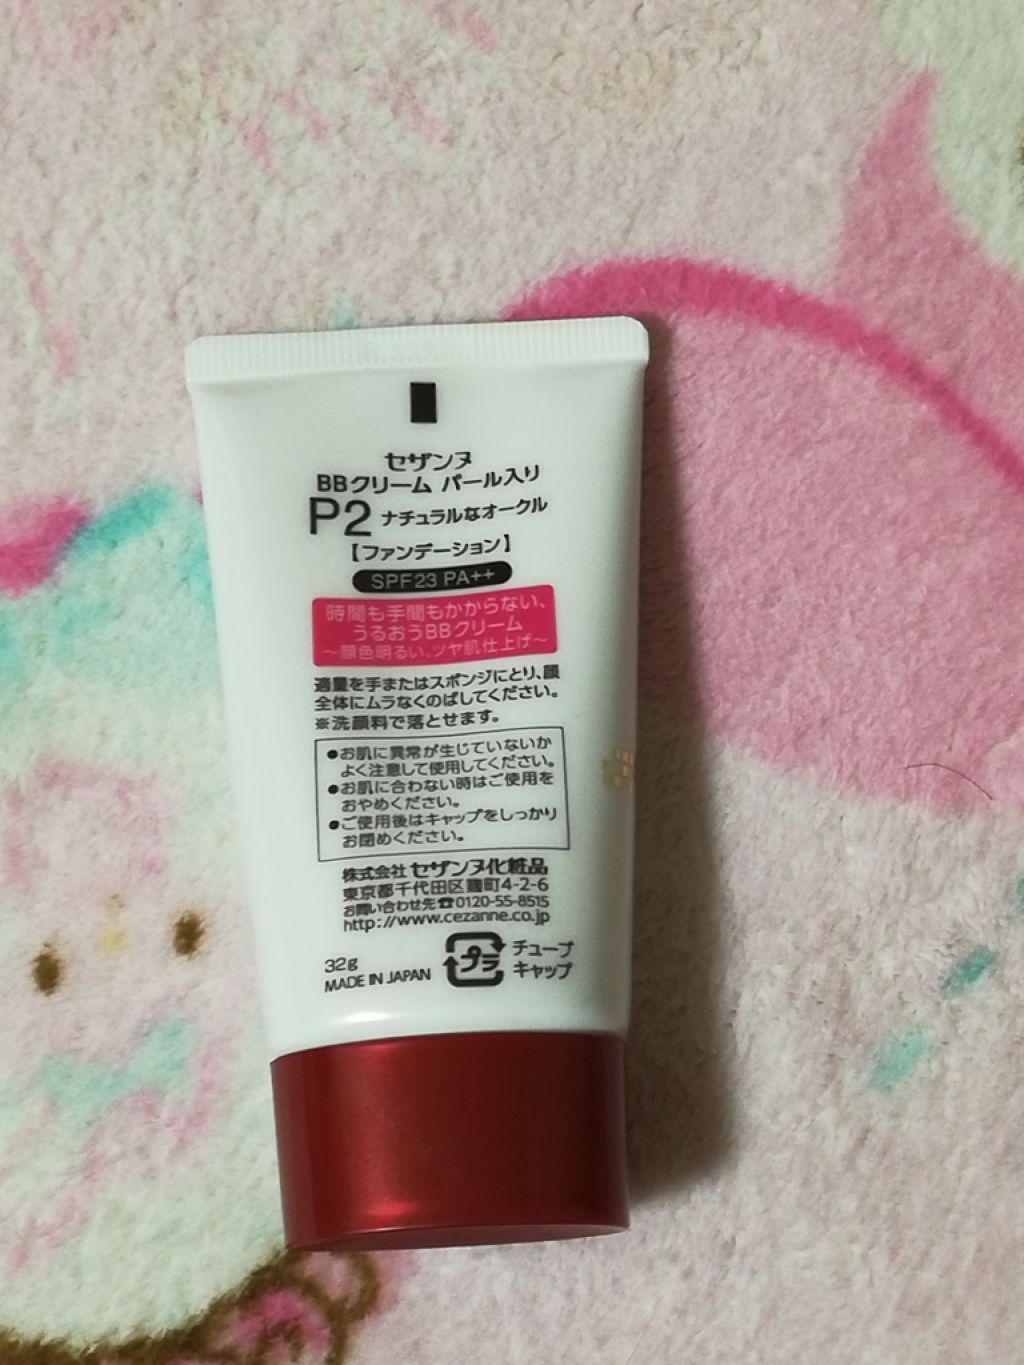 セザンヌ
BBクリーム パール入り
P2 ナチュラルなオークル
【ファンデーション】
SPF23 PA++
時間も手間もかからない、
うるおうBBクリーム
～顔色明るい、ツヤ肌仕上げ～
適量を手またはスポンジにとり、顔
全体にムラなくのばしてください。
※洗顔料で落とせます。
●お肌に異常が生じていないか
よく注意して使用してください。
●お肌に合わない時はご使用を
おやめください。
●ご使用後はキャップをしっかり
お閉めください。
株式会社 セザンヌ化粧品
東京都千代田区麹町4-2-6
お問い合わせ先☎0120-55-8515
http://www.cezanne.co.jp
32g
MADE IN JAPAN
プラ
チューブ
キャップ